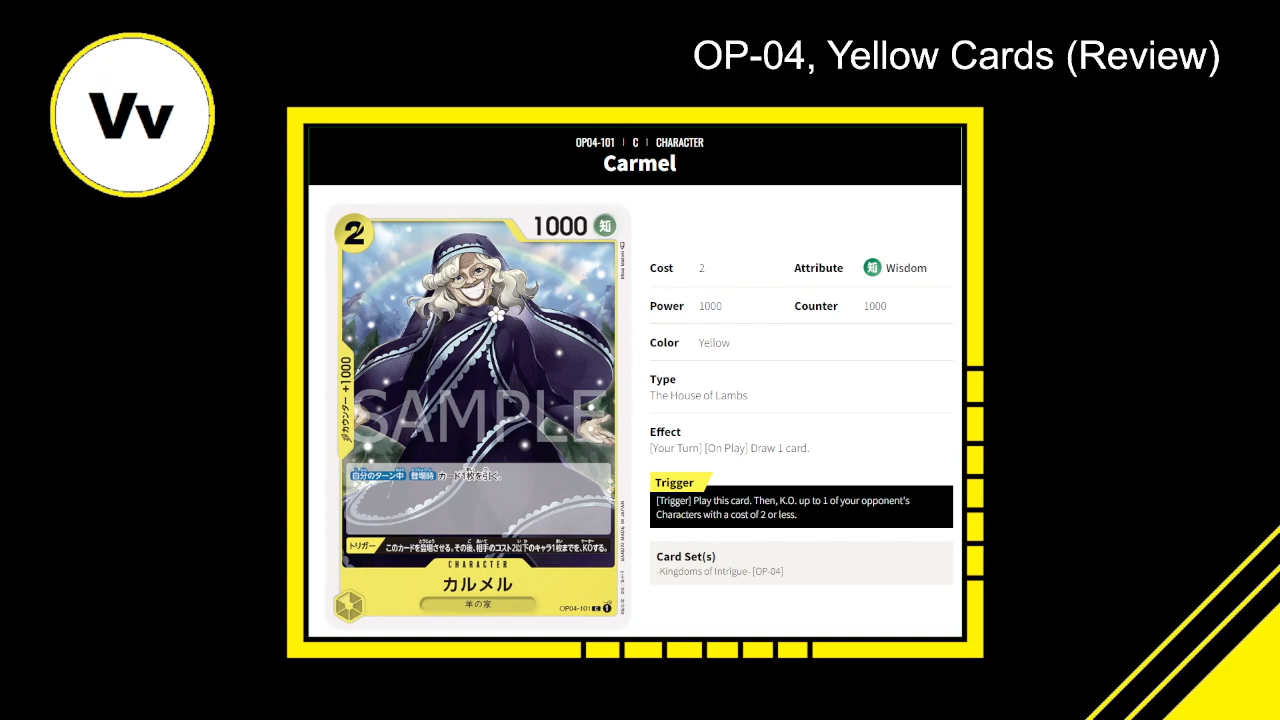 OP-04, Yellow Cards (Review)
Vv
OP04-101 | C | CHARACTER
Carmel
2
1000 知
カウンター +1000
SAMPLE
自分のターン中 登場時 カード1枚を引く。
トリガー このカードを登場させる。その後、相手のコスト2以下のキャラ1枚までを、KOする。
CHARACTER
カルメル
羊の家
OP04-101 C 1
BANDAI MADE IN JAPAN
Cost 2 Attribute 知 Wisdom
Power 1000 Counter 1000
Color Yellow
Type
The House of Lambs
Effect
[Your Turn] [On Play] Draw 1 card.
Trigger
[Trigger] Play this card. Then, K.O. up to 1 of your opponent's
Characters with a cost of 2 or less.
Card Set(s)
-Kingdoms of Intrigue- [OP-04]